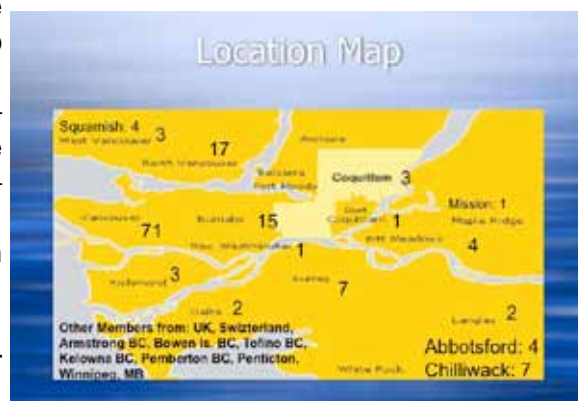 Location Map
Squamish: 4
West Vancouver 3
North Vancouver 17
Anmore
Belcarra
Port Moody
Coquitlam 3
Vancouver 71
Burnaby 15
Port Coquitlam 1
Mission: 1
Maple Ridge
4
New Westminster 1
Pitt Meadows
Richmond 3
Surrey 7
Delta 2
Langley 2
Other Members from: UK, Swizterland,
Armstrong BC, Bowen Is. BC, Tofino BC,
Kelowna BC, Pemberton BC, Penticton,
Winnipeg, MB
White Rock
Abbotsford: 4
Chilliwack: 7